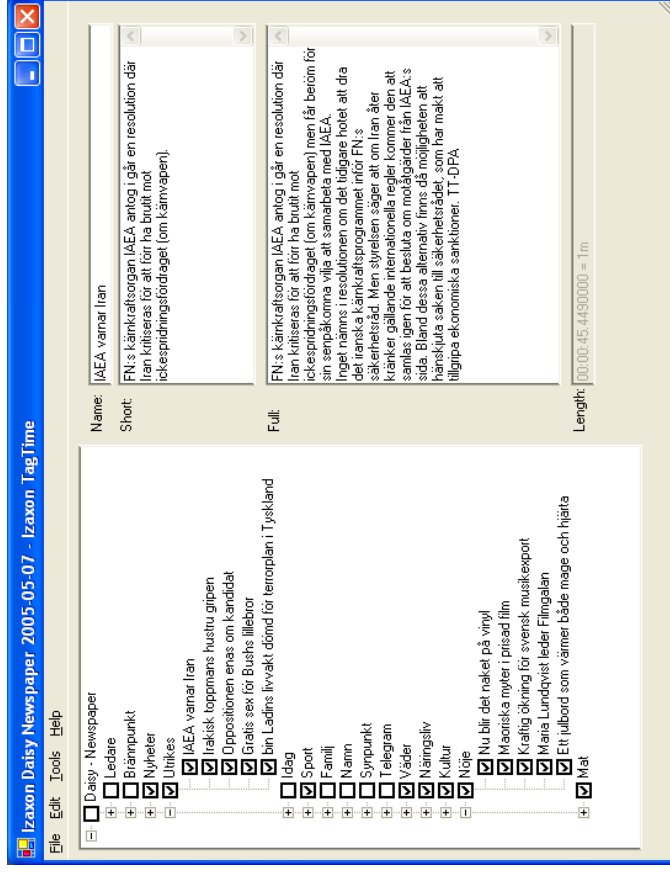 Izaxon Daisy Newspaper 2005-05-07 - Izaxon TagTime
File Edit Tools Help
Daisy - Newspaper
Ledare
Brännpunkt
Nyheter
Utrikes
IAEA varnar Iran
Irakisk toppmans hustru gripen
Oppositionen enas om kandidat
Gratis sex för Bushs lillebror
bin Ladins livvakt dömd för terrorplan i Tyskland
Idag
Sport
Familj
Namn
Synpunkt
Telegram
Väder
Näringsliv
Kultur
Nöje
Nu blir det naket på vinyl
Maoriska myter i prisad film
Kraftig ökning för svensk musikexport
Maria Lundqvist leder Filmgalan
Ett julbord som värmer både mage och hjärta
Mat
Name: IAEA varnar Iran
Short: FN:s kärnkraftsorgan IAEA antog i går en resolution där
Iran kritiseras för att förr ha brutit mot
ickespridningsfördraget (om kärnvapen).
Full: FN:s kärnkraftsorgan IAEA antog i går en resolution där
Iran kritiseras för att förr ha brutit mot
ickespridningsfördraget (om kärnvapen) men får beröm för
sin senpåkomna vilja att samarbeta med IAEA.
Inget nämns i resolutionen om det tidigare hotet att dra
det iranska kärnkraftsprogrammet inför FN:s
säkerhetsråd. Men styrelsen säger att om Iran åter
kränker gällande internationella regler kommer den att
samlas igen för att besluta om motåtgärder från IAEA:s
sida. Bland dessa alternativ finns då möjligheten att
hänskjuta saken till säkerhetsrådet, som har makt att
tillgripa ekonomiska sanktioner. TT-DPA
Length: 00:00:45.4490000 = 1m